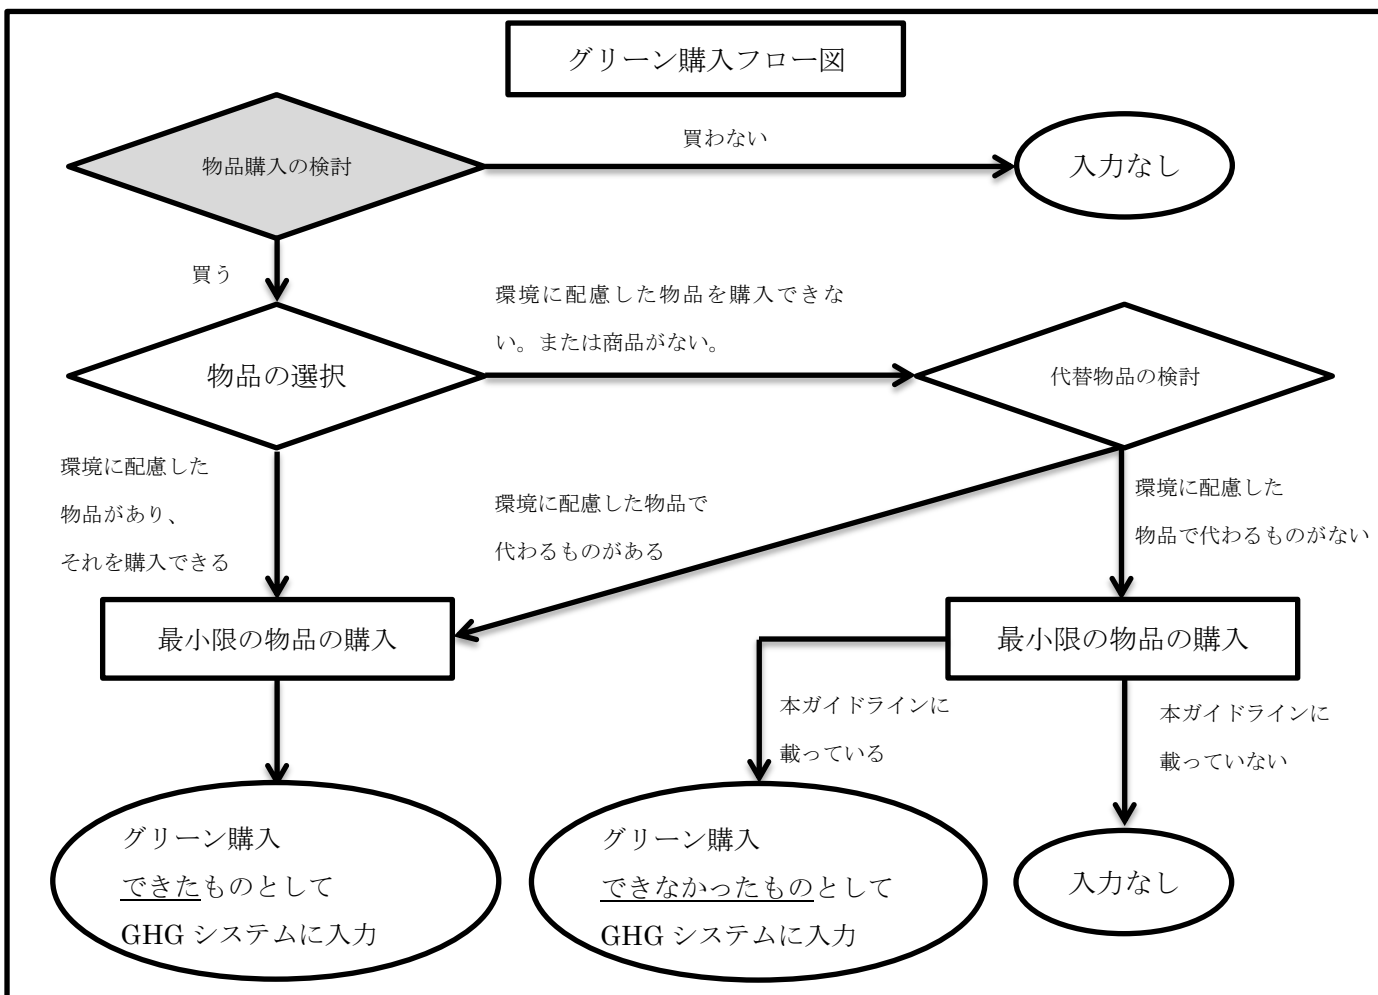 グリーン購入フロー図
物品購入の検討
買わない
入力なし
買う
環境に配慮した物品を購入できな
い。または商品がない。
物品の選択
代替物品の検討
環境に配慮した
物品があり、
それを購入できる
環境に配慮した物品で
代わるものがある
環境に配慮した
物品で代わるものがない
最小限の物品の購入
最小限の物品の購入
本ガイドラインに
載っている
本ガイドラインに
載っていない
グリーン購入
できたものとして
GHG システムに入力
グリーン購入
できなかったものとして
GHG システムに入力
入力なし